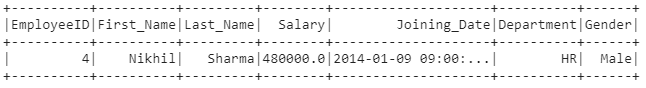 +----------+----------+---------+--------+--------------------+----------+------+
|EmployeeID|First_Name|Last_Name|  Salary|        Joining_Date|Department|Gender|
+----------+----------+---------+--------+--------------------+----------+------+
|         4|    Nikhil|   Sharma|480000.0|2014-01-09 09:00:...|        HR|  Male|
+----------+----------+---------+--------+--------------------+----------+------+